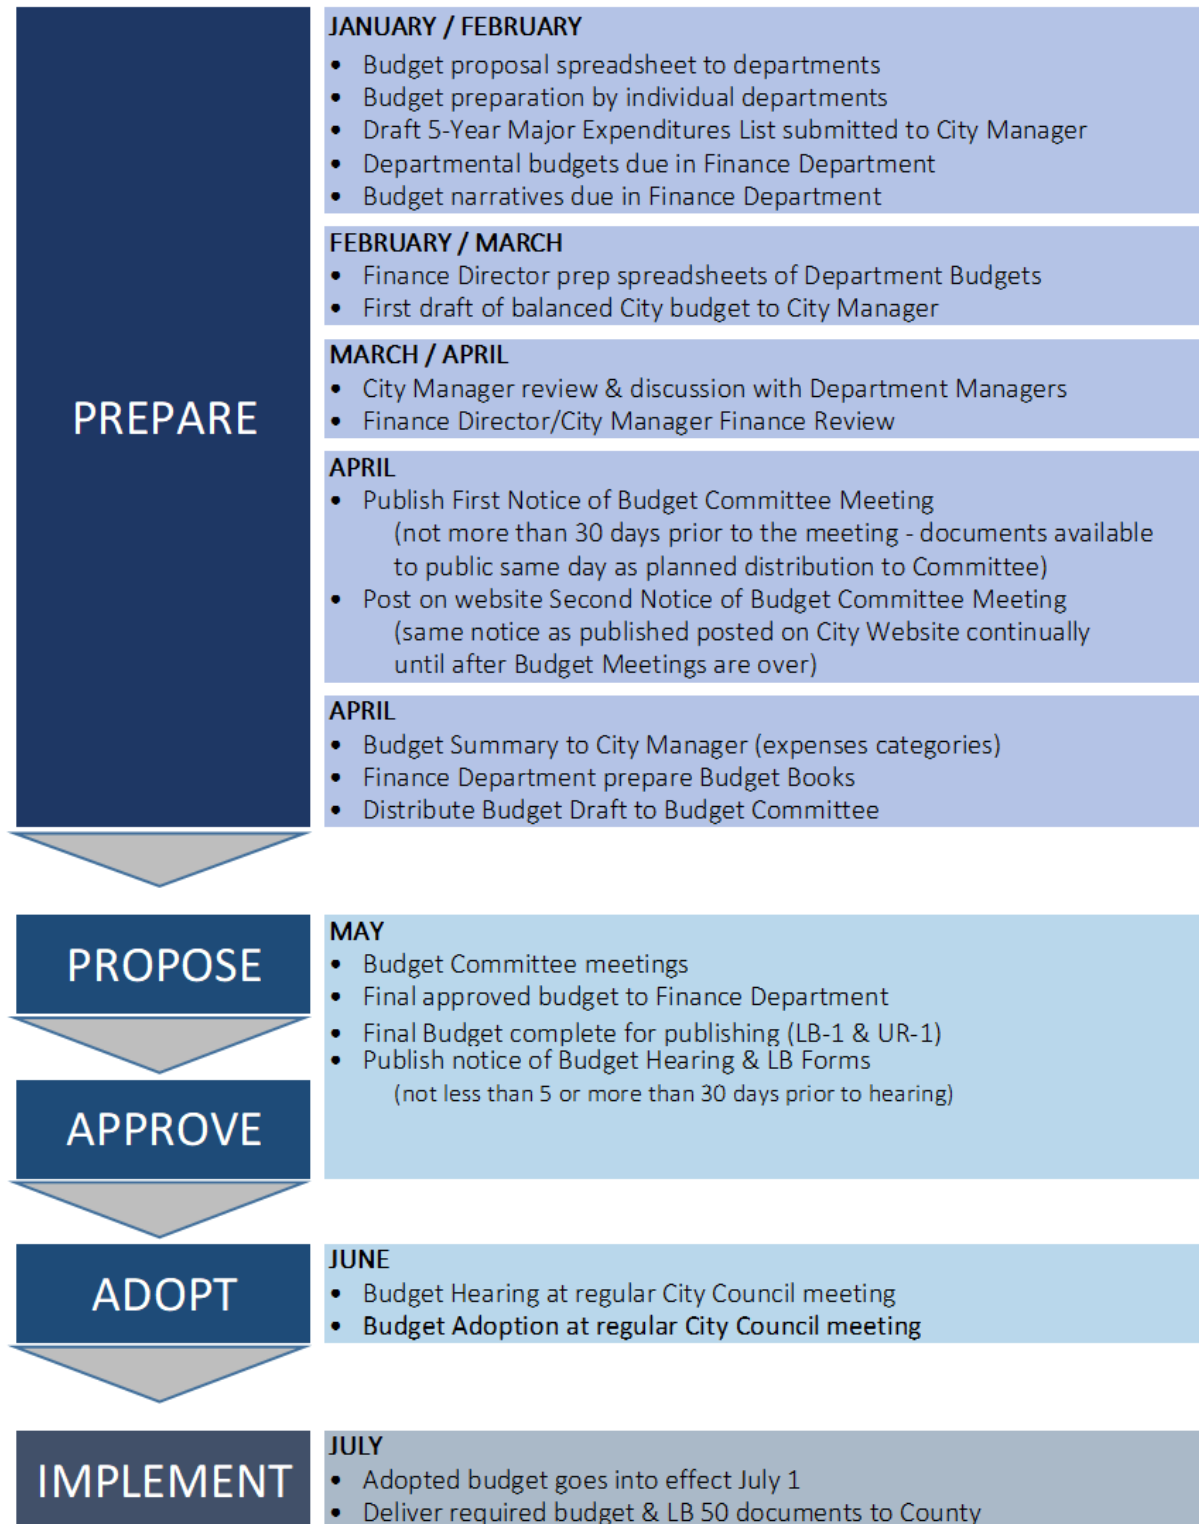 PREPARE
JANUARY / FEBRUARY
• Budget proposal spreadsheet to departments
• Budget preparation by individual departments
• Draft 5-Year Major Expenditures List submitted to City Manager
• Departmental budgets due in Finance Department
• Budget narratives due in Finance Department
FEBRUARY / MARCH
• Finance Director prep spreadsheets of Department Budgets
• First draft of balanced City budget to City Manager
MARCH / APRIL
• City Manager review & discussion with Department Managers
• Finance Director/City Manager Finance Review
APRIL
• Publish First Notice of Budget Committee Meeting
(not more than 30 days prior to the meeting - documents available
to public same day as planned distribution to Committee)
• Post on website Second Notice of Budget Committee Meeting
(same notice as published posted on City Website continually
until after Budget Meetings are over)
APRIL
• Budget Summary to City Manager (expenses categories)
• Finance Department prepare Budget Books
• Distribute Budget Draft to Budget Committee
PROPOSE
APPROVE
MAY
• Budget Committee meetings
• Final approved budget to Finance Department
• Final Budget complete for publishing (LB-1 & UR-1)
• Publish notice of Budget Hearing & LB Forms
(not less than 5 or more than 30 days prior to hearing)
ADOPT
JUNE
• Budget Hearing at regular City Council meeting
• Budget Adoption at regular City Council meeting
IMPLEMENT
JULY
• Adopted budget goes into effect July 1
• Deliver required budget & LB 50 documents to County